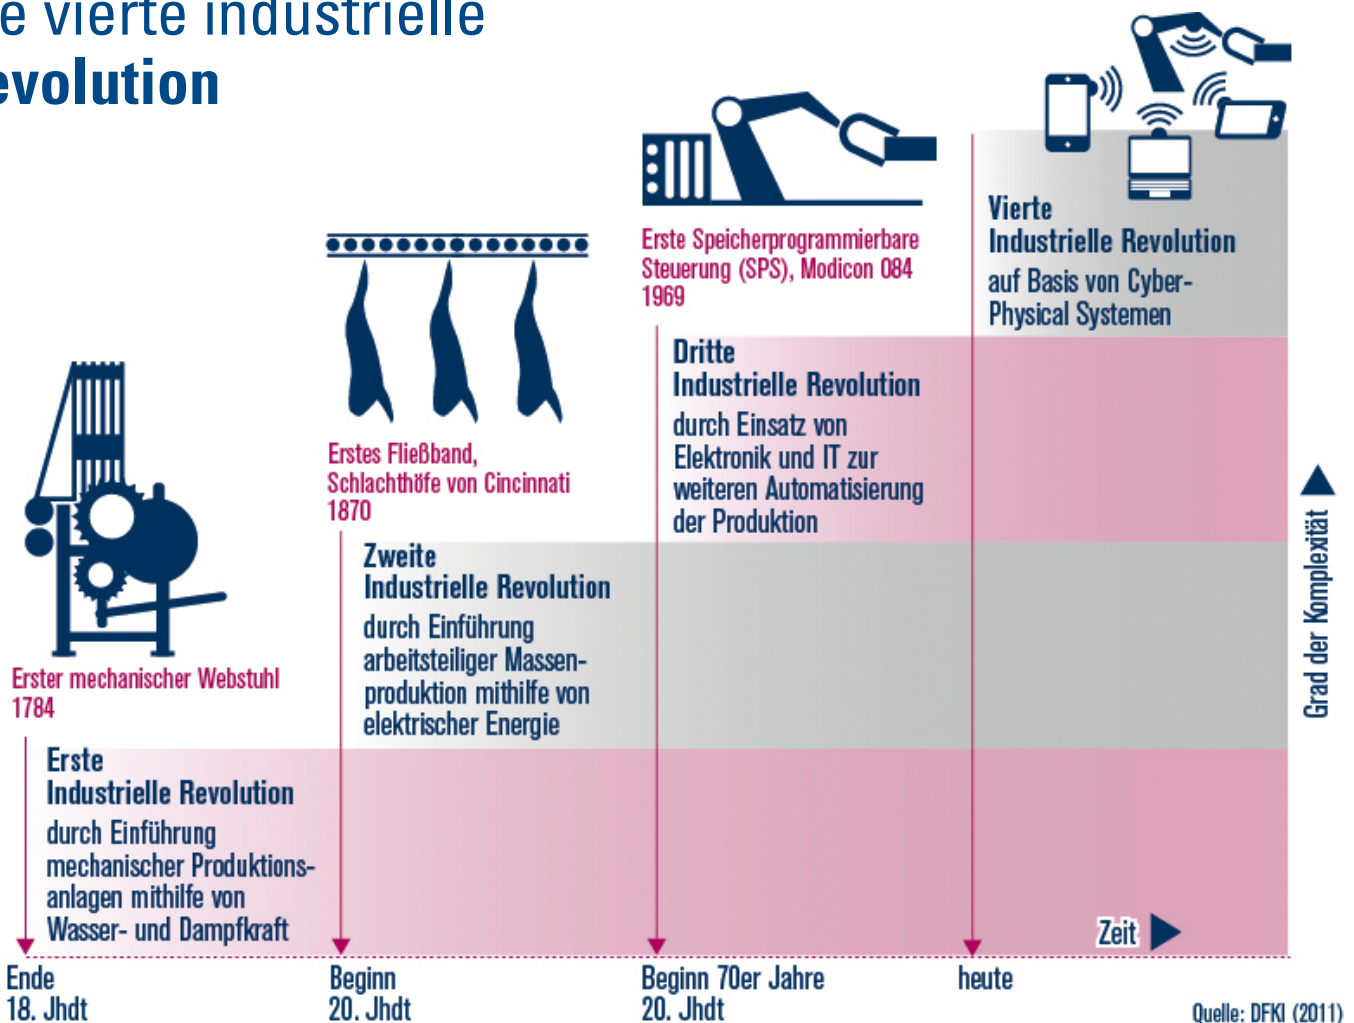 e vierte industrielle
evolution
Erste Speicherprogrammierbare
Steuerung (SPS), Modicon 084
1969
Vierte
Industrielle Revolution
auf Basis von Cyber-
Physical Systemen
Dritte
Industrielle Revolution
durch Einsatz von
Elektronik und IT zur
weiteren Automatisierung
der Produktion
Erstes Fließband,
Schlachthöfe von Cincinnati
1870
Zweite
Industrielle Revolution
durch Einführung
arbeitsteiliger Massen-
produktion mithilfe von
elektrischer Energie
Erster mechanischer Webstuhl
1784
Erste
Industrielle Revolution
durch Einführung
mechanischer Produktions-
anlagen mithilfe von
Wasser- und Dampfkraft
Grad der Komplexität
Zeit
Ende
18. Jhdt
Beginn
20. Jhdt
Beginn 70er Jahre
20. Jhdt
heute
Quelle: DFKI (2011)